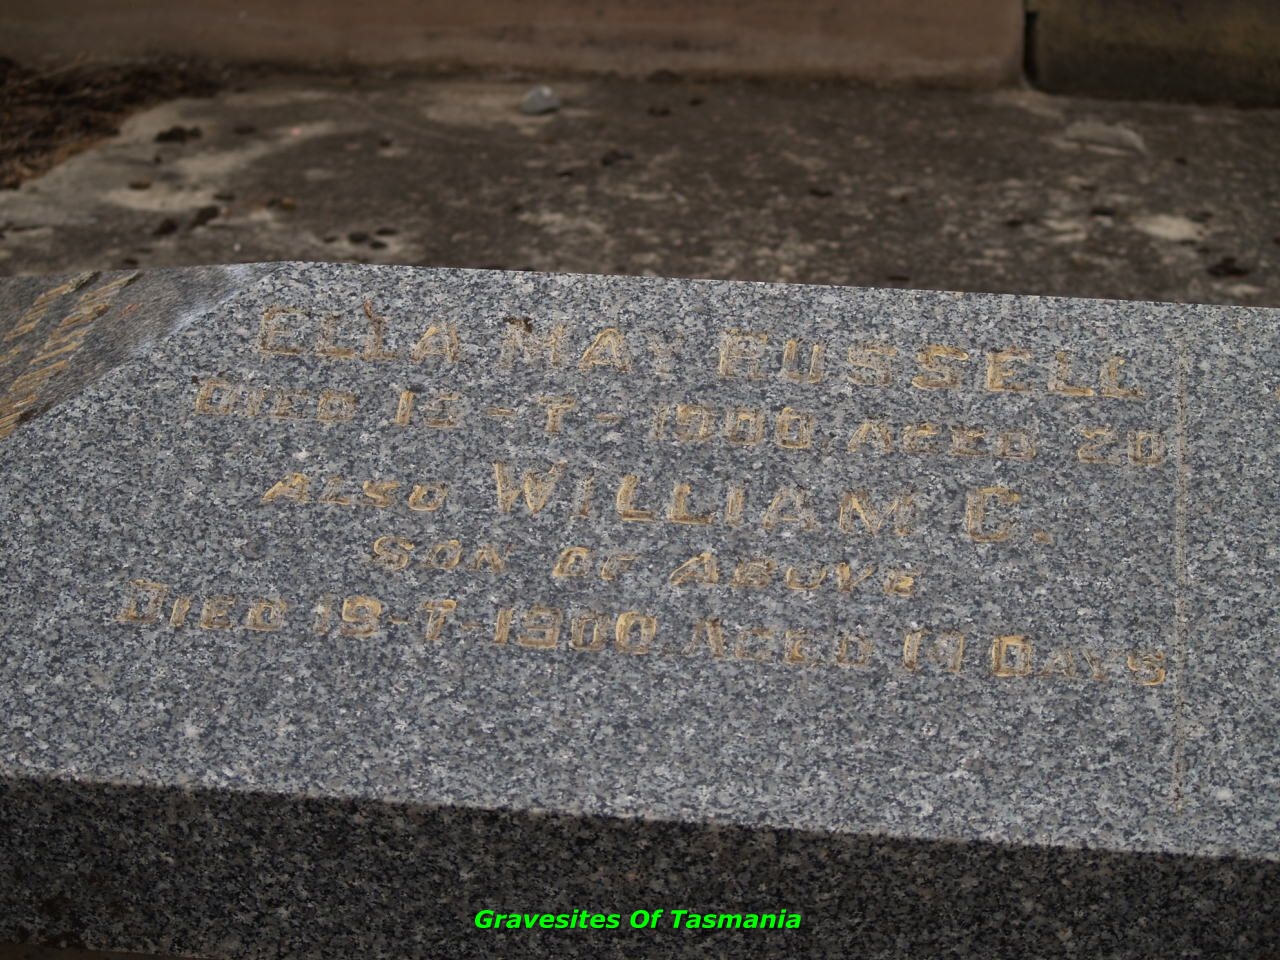 ELLA MAY RUSSELL
DIED 15-7-1900. AGED 20
ALSO WILLIAM C.
SON OF ABOVE
DIED 19-7-1900. AGED 17 DAYS
Gravesites Of Tasmania